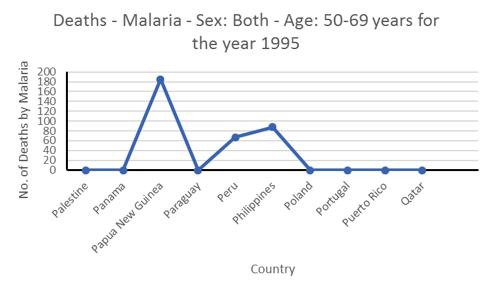 Deaths - Malaria - Sex: Both - Age: 50-69 years for
the year 1995
No. of Deaths by Malaria
200
180
160
140
120
100
80
60
40
20
0
Palestine
Panama
Papua New Guinea
Paraguay
Peru
Philippines
Poland
Portugal
Puerto Rico
Qatar
Country